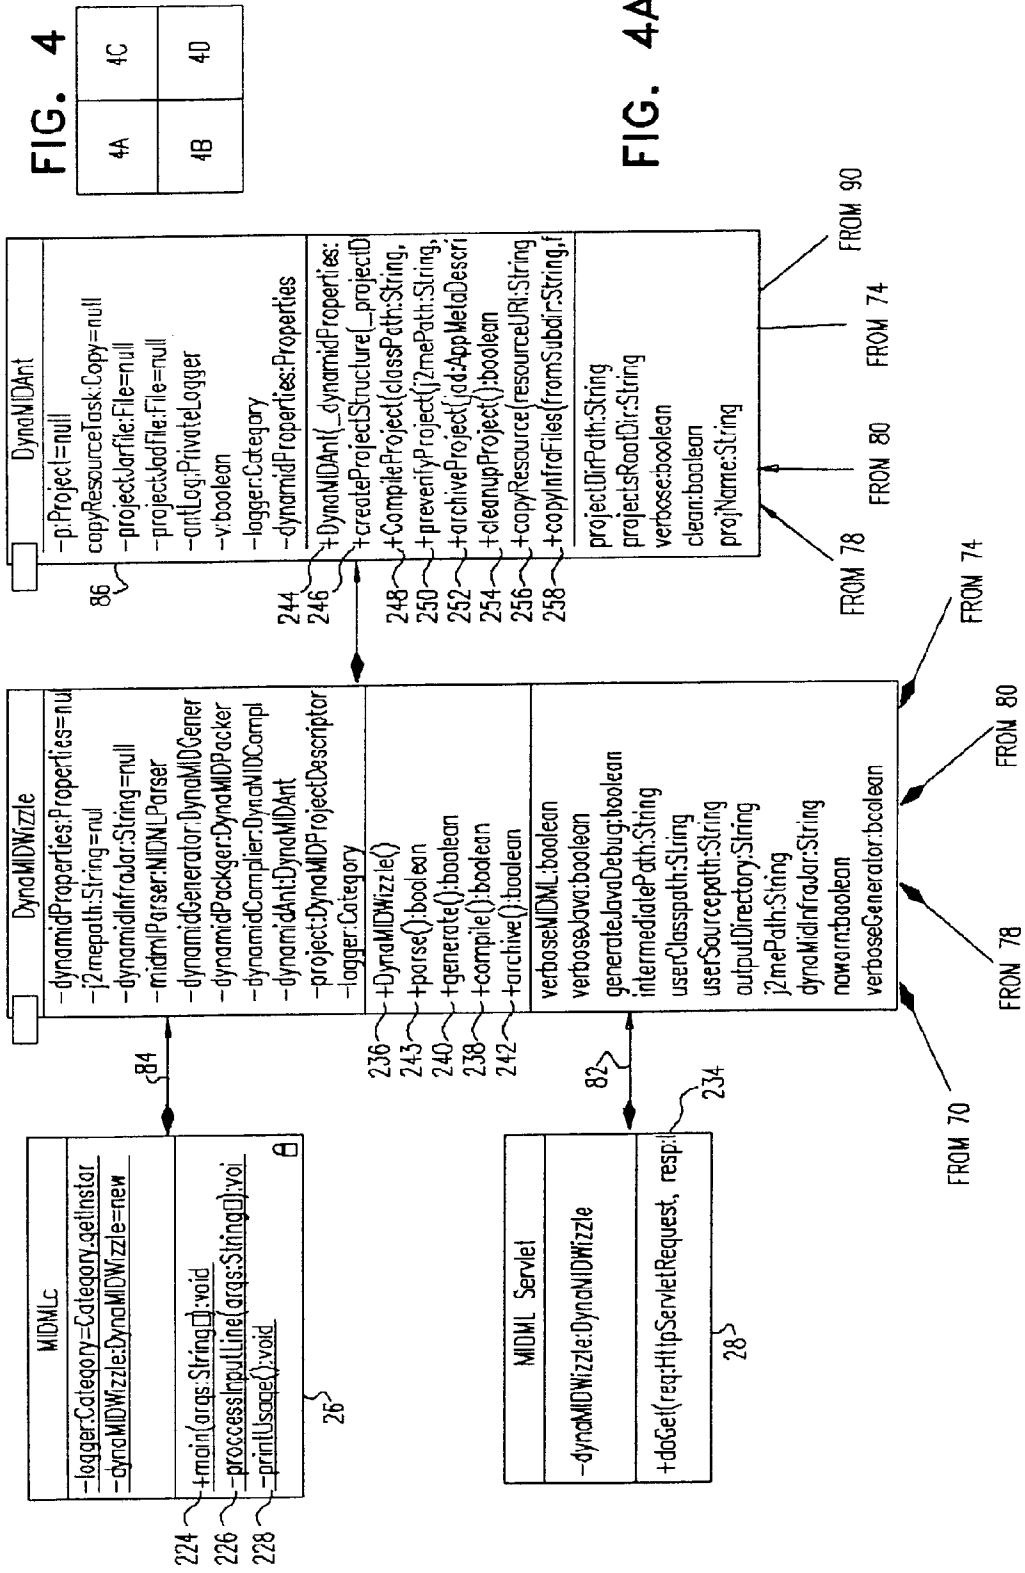 FIG. 4
4A 4C
4B 4D
FIG. 4A
MIDMLc
-logger:Category=Category.getInstar
-dynaMIDWizzle:DynaMIDWizzle=new
224 +main(args:String[]):void
226 -proccessInputLine(args:String[]):voi
228 -printUsage():void
26
84
MIDML Servlet
-dynaMIDWizzle:DynaMIDWizzle
+doGet(req:HttpServletRequest, resp:
234
28
82
DynaMIDWizzle
-dynamidProperties:Properties=nul
-j2mepath:String=nul
-dynamidInfraJar:String=null
-midmlParser:MIDMLParser
-dynamidGenerator:DynaMIDGener
-dynamidPackger:DynaMIDPacker
-dynamidComplier:DynaMIDCompl
-dynamidAnt:DynaMIDAnt
-project:DynaMIDProjectDescriptor
-logger:Category
236 +DynaMIDWizzle()
243 +parse():boolean
240 +generate():boolean
238 +compile():boolean
242 +archive():boolean
verboseMIDML:boolean
verboseJava:boolean
generateJavaDebug:boolean
intermediatePath:String
userClasspath:String
userSourcepath:String
outputDirectory:String
j2mePath:String
dynaMidInfraJar:String
nowarn:boolean
verboseGenerator:boolean
FROM 70
FROM 78
FROM 80
FROM 74
DynaMIDAnt
-p:Project=null
copyResourceTask:Copy=null
-projectJarfile:File=null
-projectJadFile:File=null
-antLog:PrivateLogger
-v:boolean
-logger:Category
-dynamidProperties:Properties
86
244 +DynaMIDAnt(_dynamidProperties:
246 +createProjectStructure(_projectD
248 +CompileProject(classPath:String,
250 +preverifyProject(j2mePath:String,
252 +archiveProject(jad:AppMetaDescri
254 +cleanupProject():boolean
256 +copyResource(resourceURI:String
258 +copyInfraFiles(fromSubdir:String,f
projectDirPath:String
projectsRootDir:String
verbose:boolean
clean:boolean
projName:String
FROM 78
FROM 80
FROM 74
FROM 90